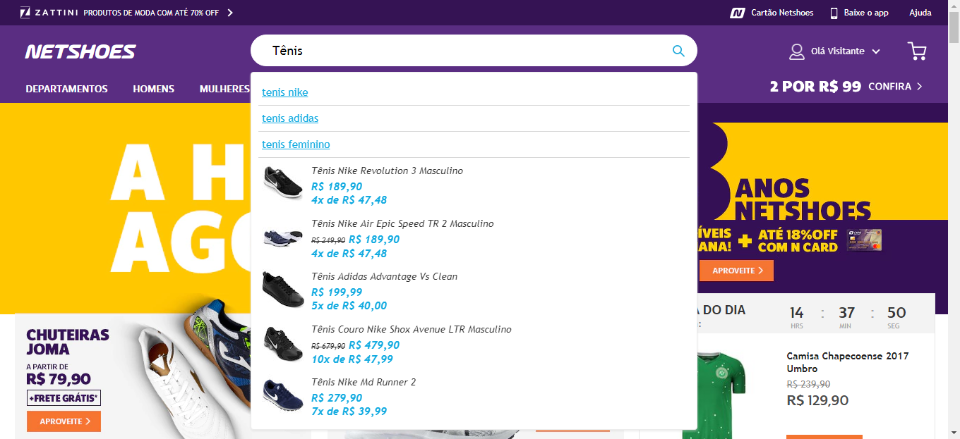 ZATTINI PRODUTOS DE MODA COM ATÉ 70% OFF
Cartão Netshoes
Baixe o app
Ajuda
NETSHOES
Tênis
Olá Visitante
DEPARTAMENTOS
HOMENS
MULHERES
2 POR R$ 99 CONFIRA
tenis nike
tenis adidas
tenis feminino
Tênis Nike Revolution 3 Masculino
R$ 189,90
4x de R$ 47,48
Tênis Nike Air Epic Speed TR 2 Masculino
R$ 349,90 R$ 189,90
4x de R$ 47,48
Tênis Adidas Advantage Vs Clean
R$ 199,99
5x de R$ 40,00
Tênis Couro Nike Shox Avenue LTR Masculino
R$ 679,90 R$ 479,90
10x de R$ 47,99
Tênis Nike Md Runner 2
R$ 279,90
7x de R$ 39,99
A H
AGO
ANOS
NETSHOES
ANA! + ATÉ 18%OFF
COM N CARD
APROVEITE
CHUTEIRAS
JOMA
A PARTIR DE
R$ 79,90
+FRETE GRÁTIS*
APROVEITE
DO DIA
14 : 37 : 50
HRS MIN SEG
Camisa Chapecoense 2017
Umbro
R$ 239,90
R$ 129,90